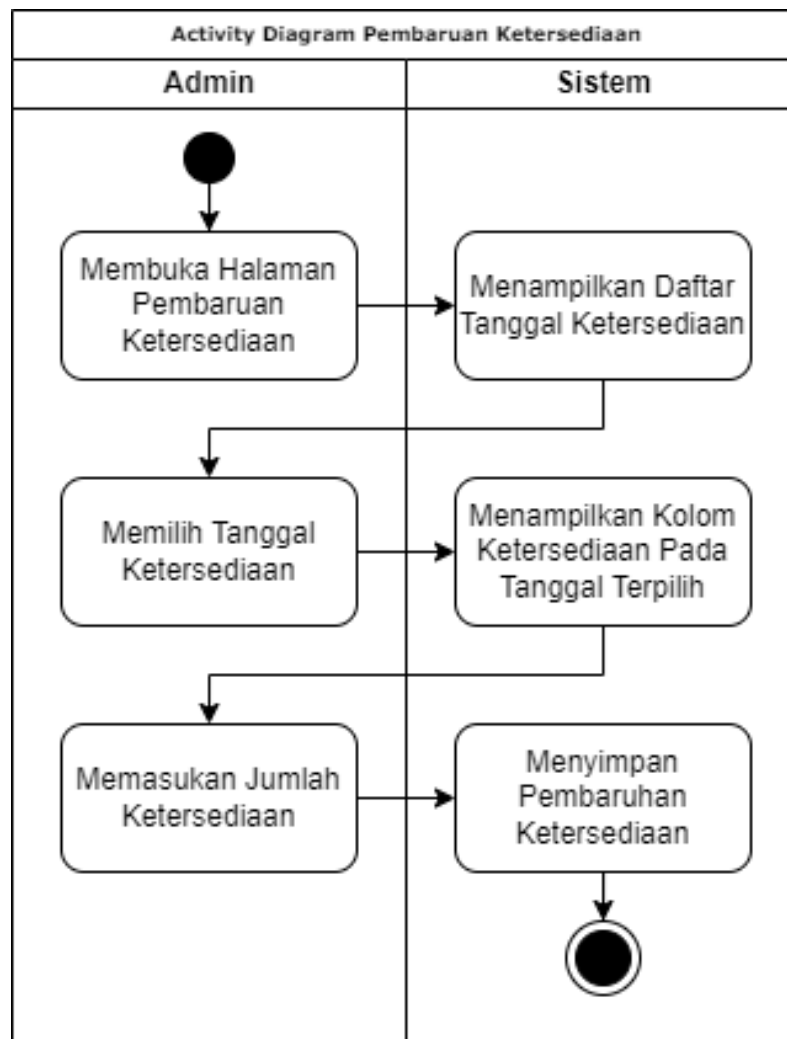 Activity Diagram Pembaruan Ketersediaan
Admin
Sistem
Membuka Halaman
Pembaruan
Ketersediaan
Menampilkan Daftar
Tanggal Ketersediaan
Memilih Tanggal
Ketersediaan
Menampilkan Kolom
Ketersediaan Pada
Tanggal Terpilih
Memasukan Jumlah
Ketersediaan
Menyimpan
Pembaruhan
Ketersediaan